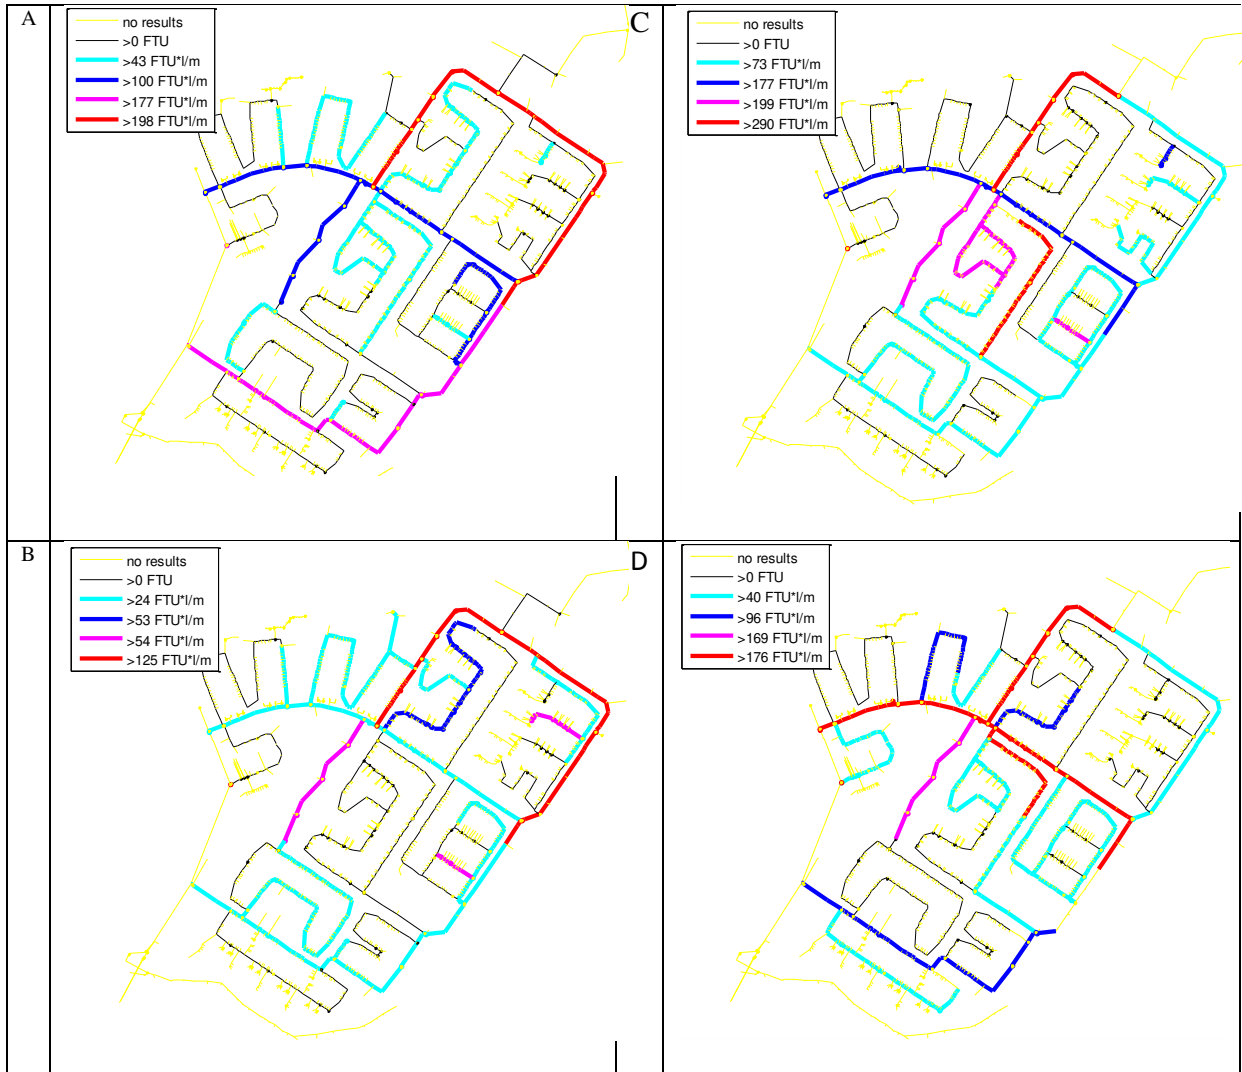 A
no results
>0 FTU
>43 FTU*l/m
>100 FTU*l/m
>177 FTU*l/m
>198 FTU*l/m
C
no results
>0 FTU
>73 FTU*l/m
>177 FTU*l/m
>199 FTU*l/m
>290 FTU*l/m
B
no results
>0 FTU
>24 FTU*l/m
>53 FTU*l/m
>54 FTU*l/m
>125 FTU*l/m
D
no results
>0 FTU
>40 FTU*l/m
>96 FTU*l/m
>169 FTU*l/m
>176 FTU*l/m